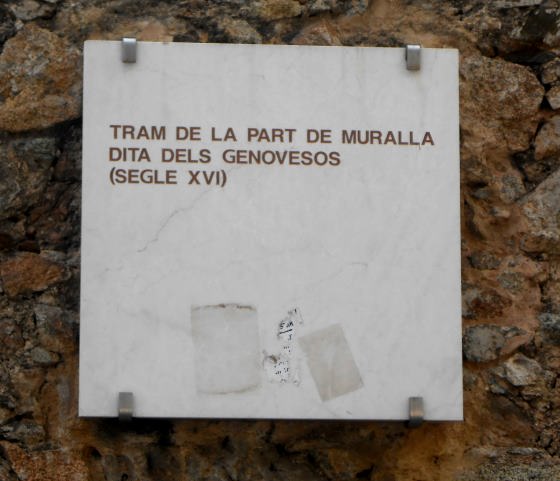 TRAM DE LA PART DE MURALLA
DITA DELS GENOVESOS
(SEGLE XVI)